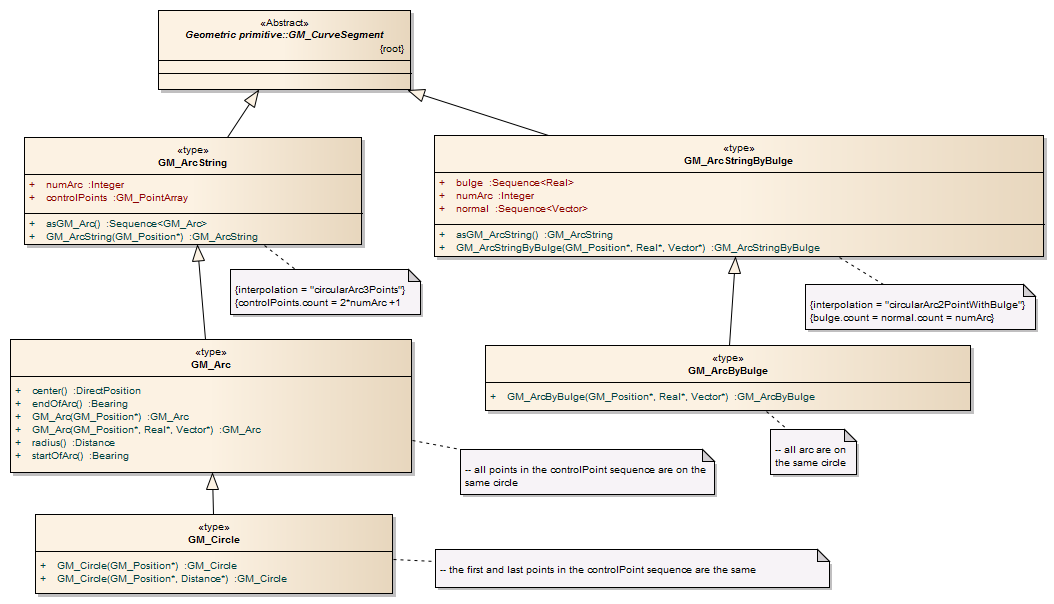 «Abstract»
Geometric primitive::GM_CurveSegment
{root}
«type»
GM_ArcString
+ numArc :Integer
+ controlPoints :GM_PointArray
+ asGM_Arc() :Sequence<GM_Arc>
+ GM_ArcString(GM_Position*) :GM_ArcString
«type»
GM_ArcStringByBulge
+ bulge :Sequence<Real>
+ numArc :Integer
+ normal :Sequence<Vector>
+ asGM_ArcString() :GM_ArcString
+ GM_ArcStringByBulge(GM_Position*, Real*, Vector*) :GM_ArcStringByBulge
{interpolation = "circularArc3Points"}
{controlPoints.count = 2*numArc +1
{interpolation = "circularArc2PointWithBulge"}
{bulge.count = normal.count = numArc}
«type»
GM_Arc
+ center() :DirectPosition
+ endOfArc() :Bearing
+ GM_Arc(GM_Position*) :GM_Arc
+ GM_Arc(GM_Position*, Real*, Vector*) :GM_Arc
+ radius() :Distance
+ startOfArc() :Bearing
«type»
GM_ArcByBulge
+ GM_ArcByBulge(GM_Position*, Real*, Vector*) :GM_ArcByBulge
-- all arc are on
the same circle
-- all points in the controlPoint sequence are on the
same circle
«type»
GM_Circle
+ GM_Circle(GM_Position*) :GM_Circle
+ GM_Circle(GM_Position*, Distance*) :GM_Circle
-- the first and last points in the controlPoint sequence are the same